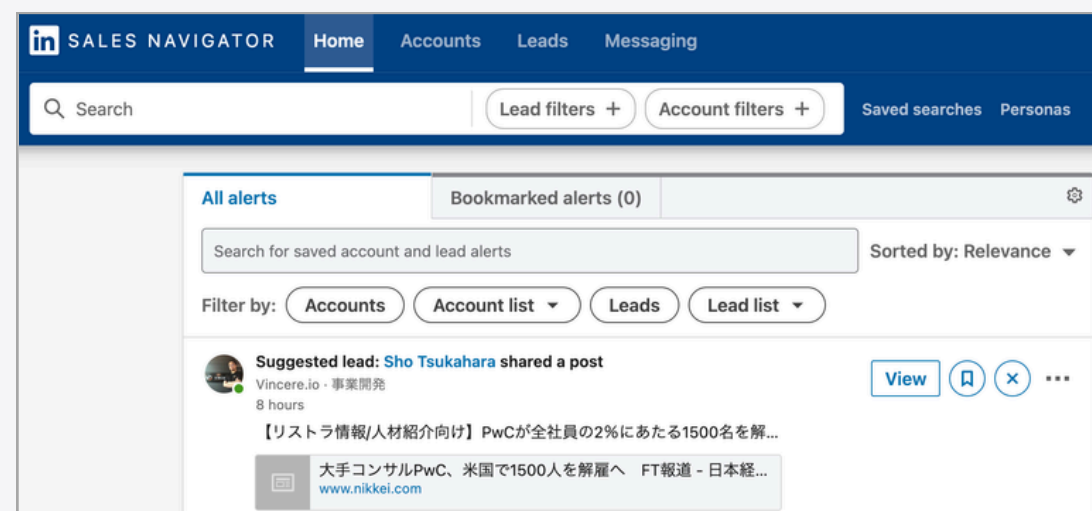 in SALES NAVIGATOR Home Accounts Leads Messaging
Search Lead filters + Account filters + Saved searches Personas
All alerts Bookmarked alerts (0)
Search for saved account and lead alerts Sorted by: Relevance
Filter by: Accounts Account list Leads Lead list
Suggested lead: Sho Tsukahara shared a post
Vincere.io · 事業開発
View
8 hours
【リストラ情報/人材紹介向け】PwCが全社員の2%にあたる1500名を解...
大手コンサルPwC、米国で1500人を解雇へ FT報道 - 日本経...
www.nikkei.com